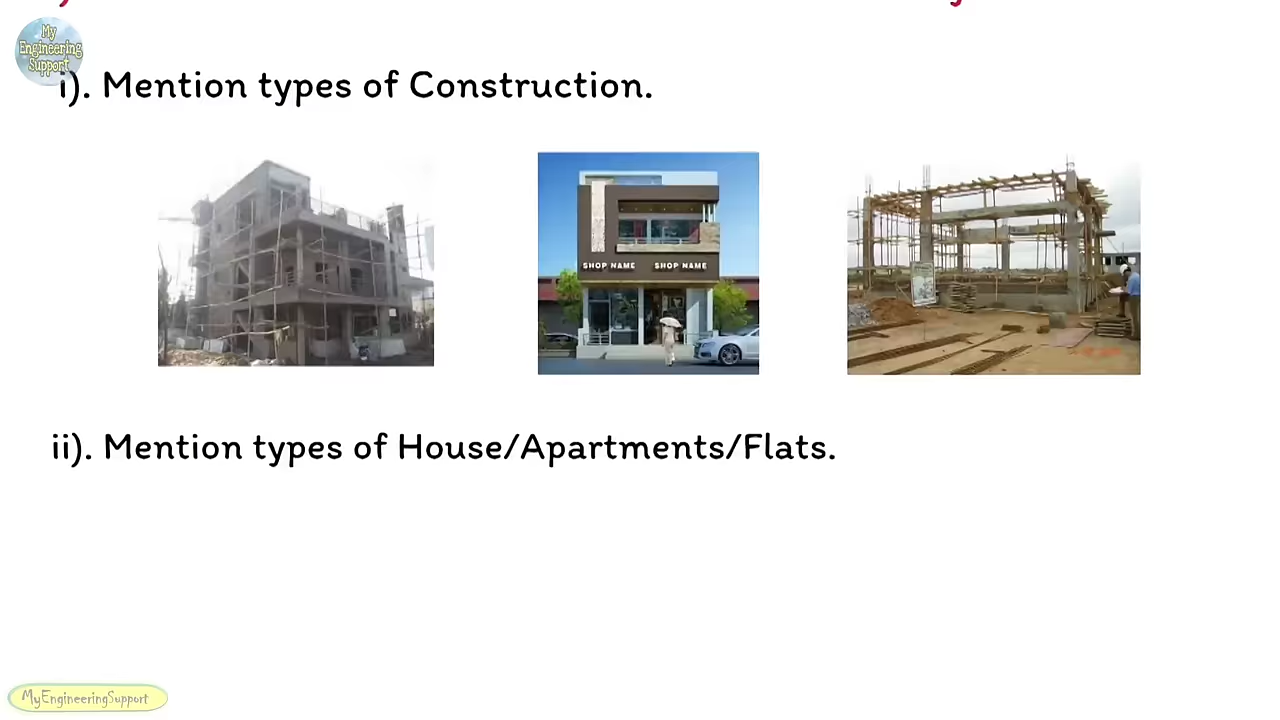 My
Engineering
Support
i). Mention types of Construction.
SHOP NAME SHOP NAME
ii). Mention types of House/Apartments/Flats.
MyEngineeringSupport